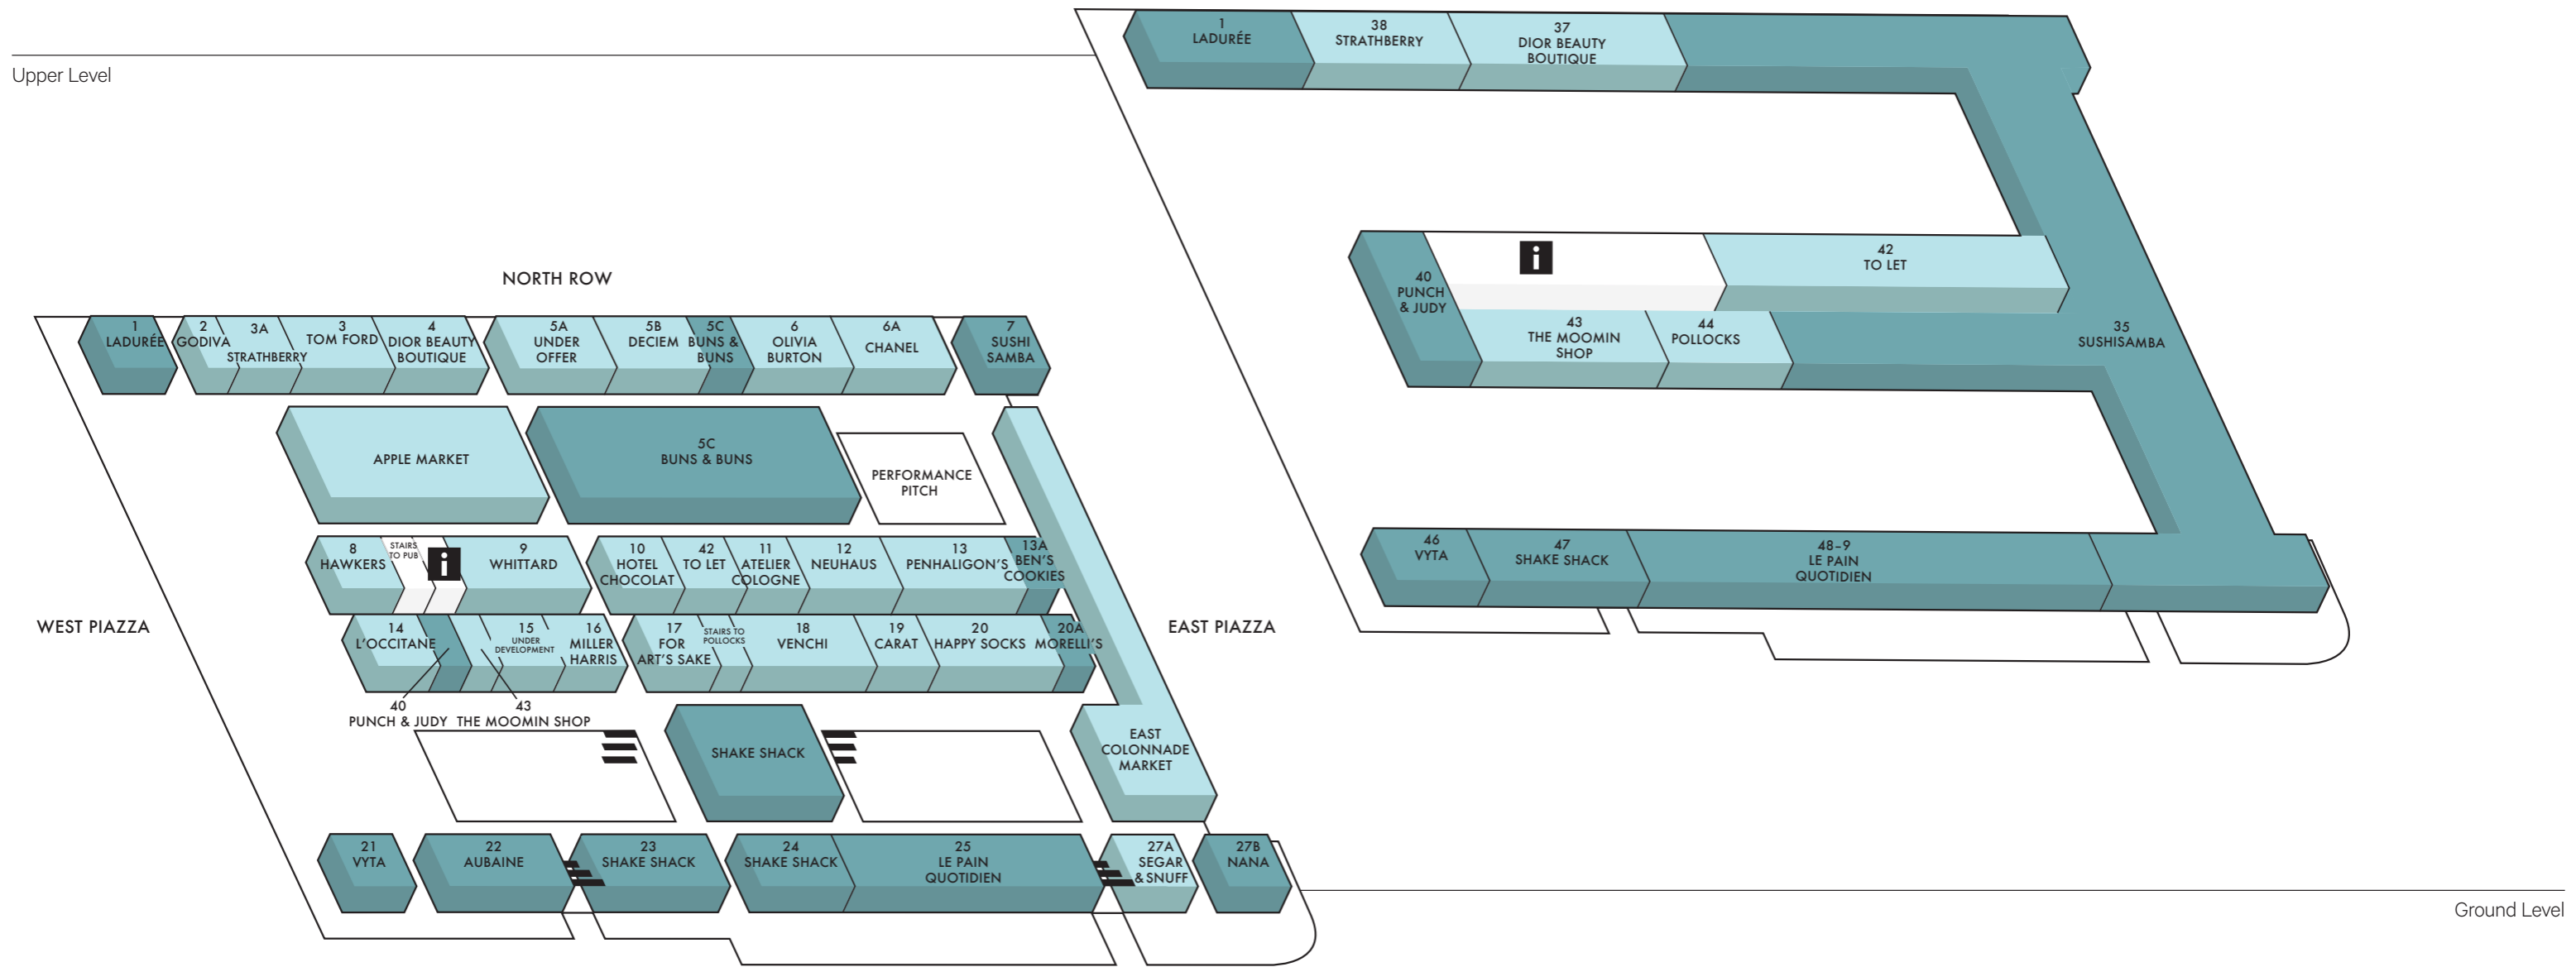 Upper Level
1
LADURÉE
38
STRATHBERRY
37
DIOR BEAUTY
BOUTIQUE
40
PUNCH
& JUDY
i
42
TO LET
43
THE MOOMIN
SHOP
44
POLLOCKS
35
SUSHISAMBA
46
VYTA
47
SHAKE SHACK
48–9
LE PAIN
QUOTIDIEN
NORTH ROW
1
LADURÉE
2
GODIVA
3A
STRATHBERRY
3
TOM FORD
4
DIOR BEAUTY
BOUTIQUE
5A
UNDER
OFFER
5B
DECIEM
5C
BUNS &
BUNS
6
OLIVIA
BURTON
6A
CHANEL
7
SUSHI
SAMBA
APPLE MARKET
5C
BUNS & BUNS
PERFORMANCE
PITCH
8
HAWKERS
STAIRS
TO PUB
i
9
WHITTARD
10
HOTEL
CHOCOLAT
42
TO LET
11
ATELIER
COLOGNE
12
NEUHAUS
13
PENHALIGON'S
13A
BEN'S
COOKIES
WEST PIAZZA
14
L'OCCITANE
15
UNDER
DEVELOPMENT
16
MILLER
HARRIS
17
FOR
ART'S SAKE
STAIRS TO
POLLOCKS
18
VENCHI
19
CARAT
20
HAPPY SOCKS
20A
MORELLI'S
EAST PIAZZA
40
PUNCH & JUDY
43
THE MOOMIN SHOP
SHAKE SHACK
EAST
COLONNADE
MARKET
21
VYTA
22
AUBAINE
23
SHAKE SHACK
24
SHAKE SHACK
25
LE PAIN
QUOTIDIEN
27A
SEGAR
& SNUFF
27B
NANA
Ground Level